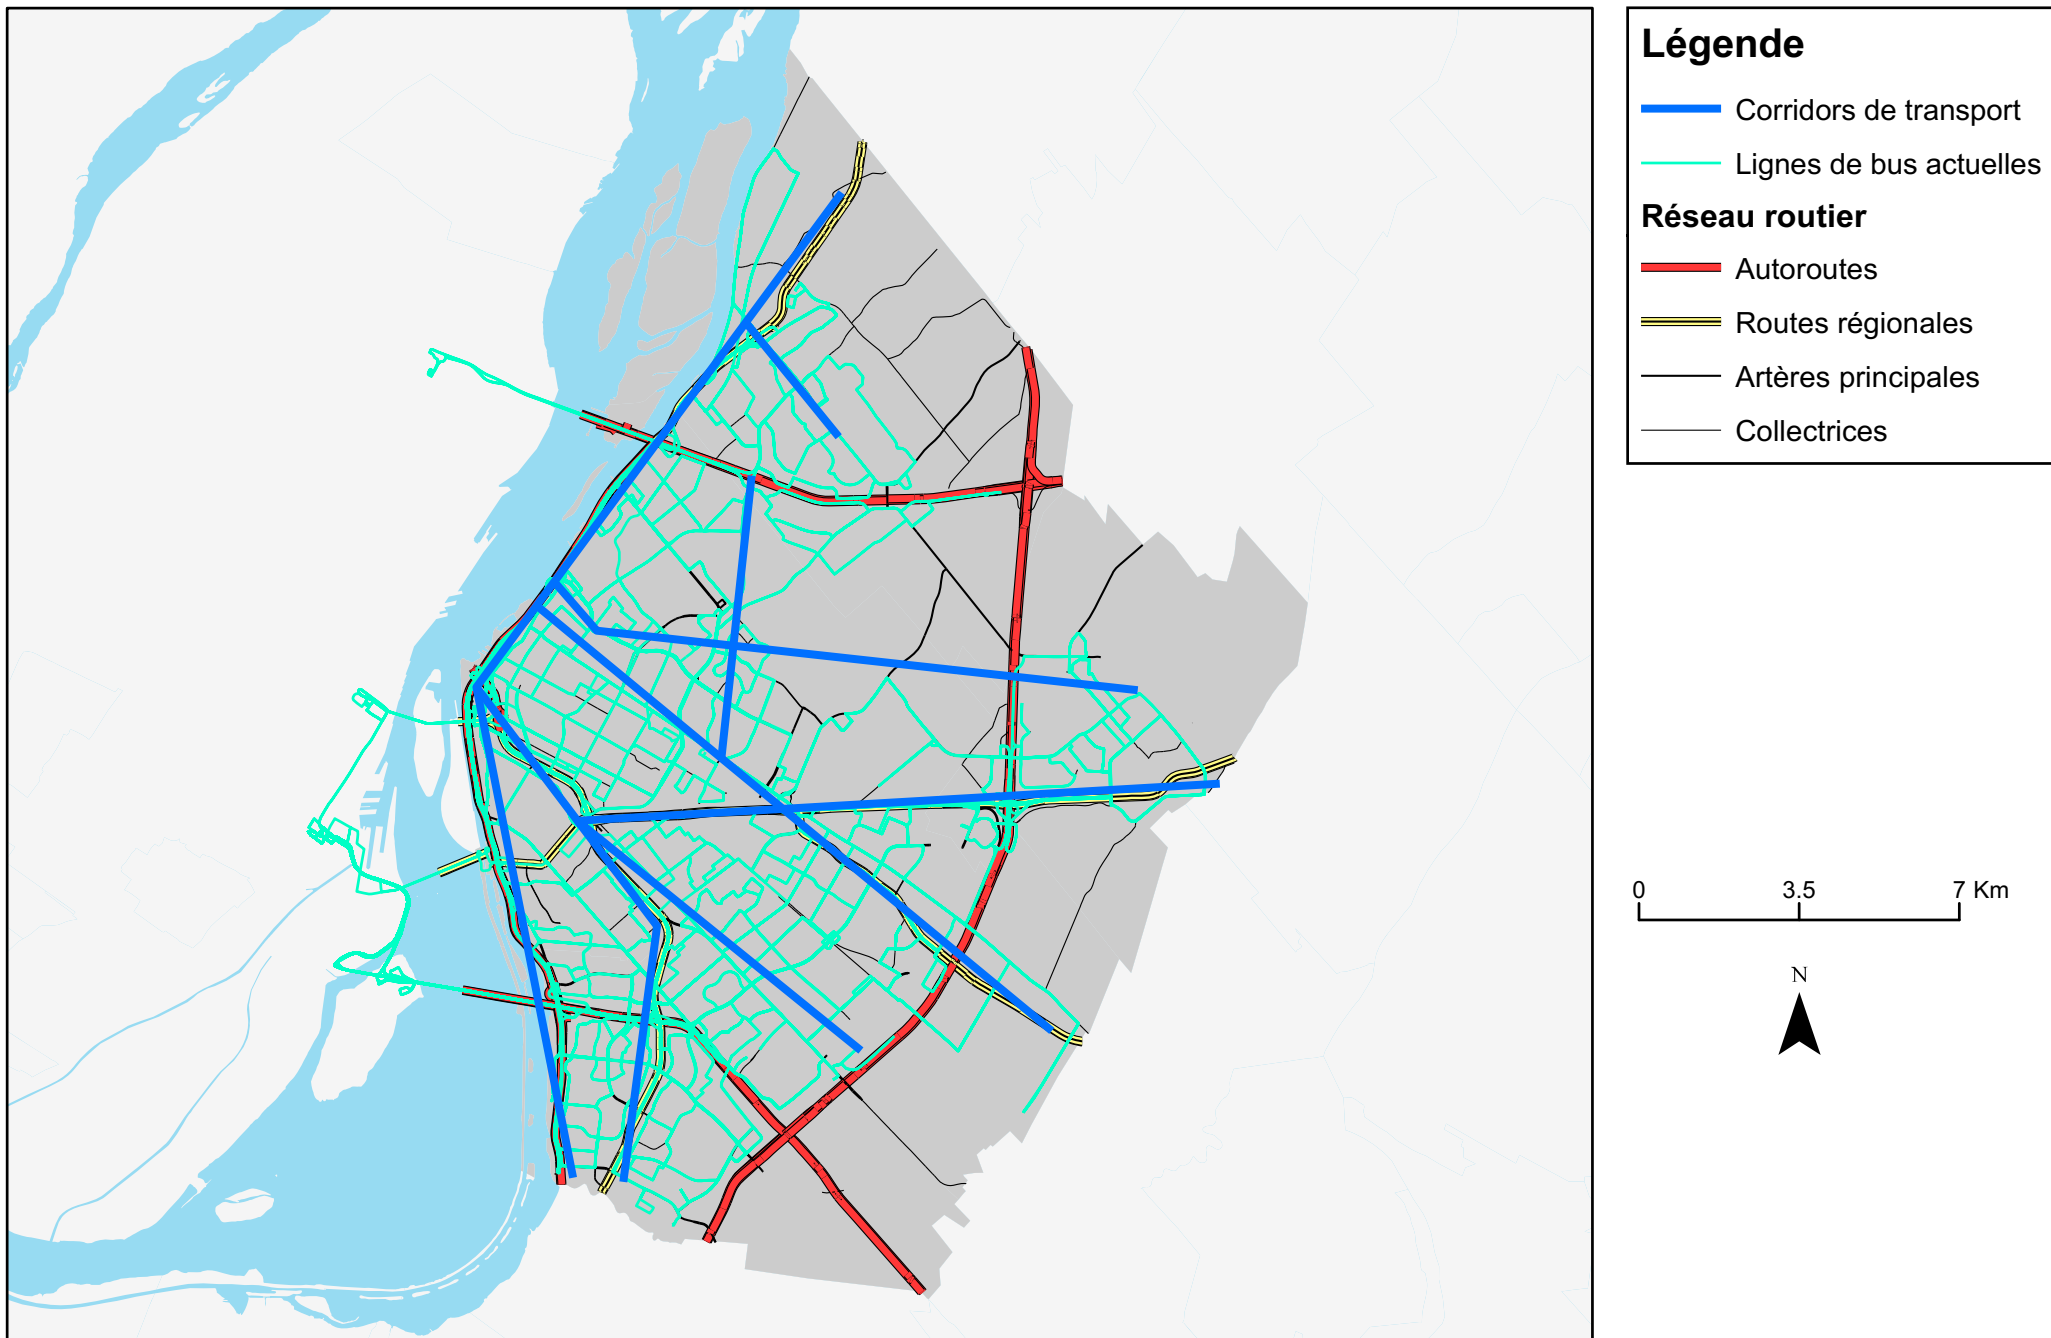 Légende
Corridors de transport
Lignes de bus actuelles
Réseau routier
Autoroutes
Routes régionales
Artères principales
Collectrices
0 3.5 7 Km
N